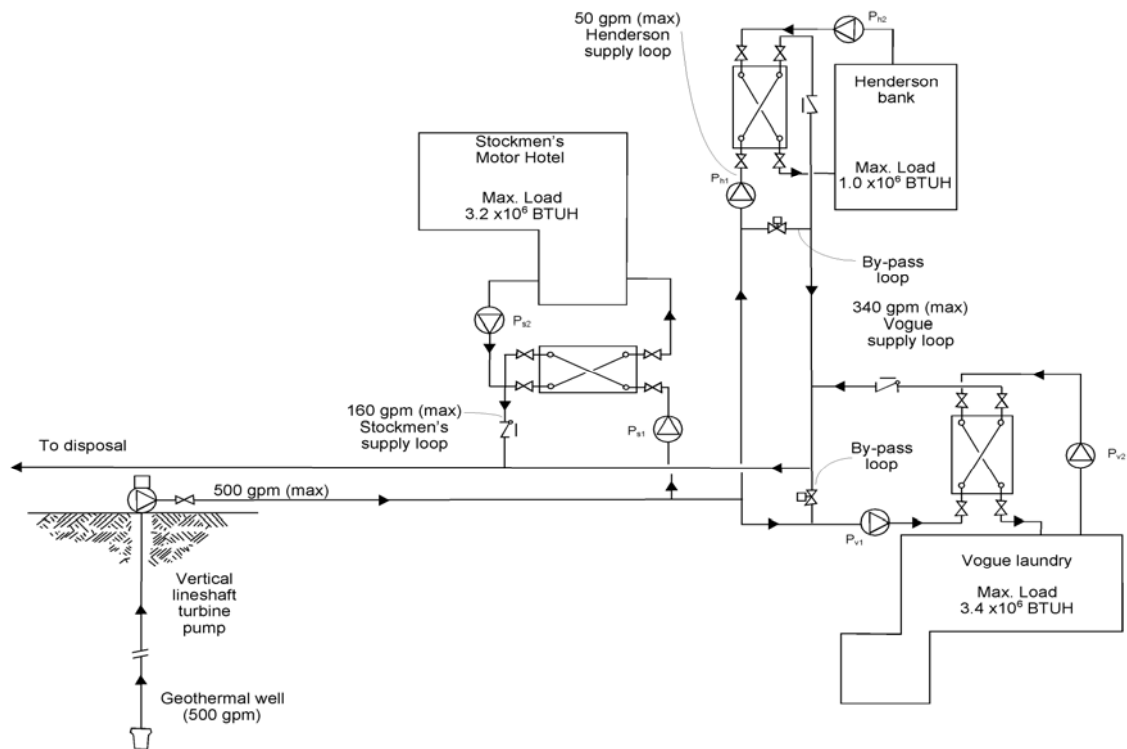 50 gpm (max)
Henderson
supply loop
Ph2
Henderson
bank
Max. Load
1.0 x10⁶ BTUH
Ph1
Stockmen's
Motor Hotel
Max. Load
3.2 x10⁶ BTUH
By-pass
loop
340 gpm (max)
Vogue
supply loop
Ps2
160 gpm (max)
Stockmen's
supply loop
Ps1
To disposal
By-pass
loop
Pv2
500 gpm (max)
Pv1
Vogue laundry
Max. Load
3.4 x10⁶ BTUH
Vertical
lineshaft
turbine
pump
Geothermal well
(500 gpm)